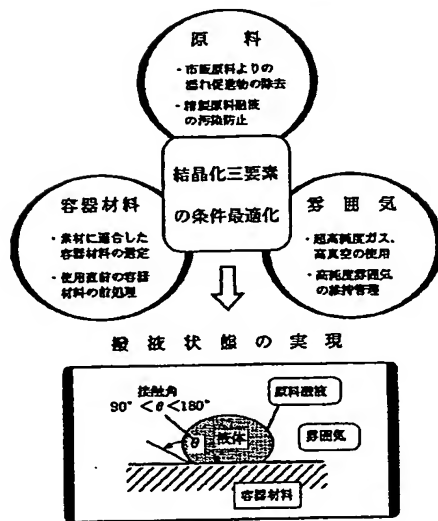 原料
・市販原料よりの
濡れ促進物の除去
・精製原料融液
の汚染防止
結晶化三要素
の条件最適化
容器材料
・素材に適合した
容器材料の選定
・使用直前の容器
材料の前処理
雰囲気
・超高純度ガス、
高真空の使用
・高純度雰囲気
の維持管理
撥液状態の実現
接触角
90°<θ<180°
原料融液
θ
液体
雰囲気
容器材料